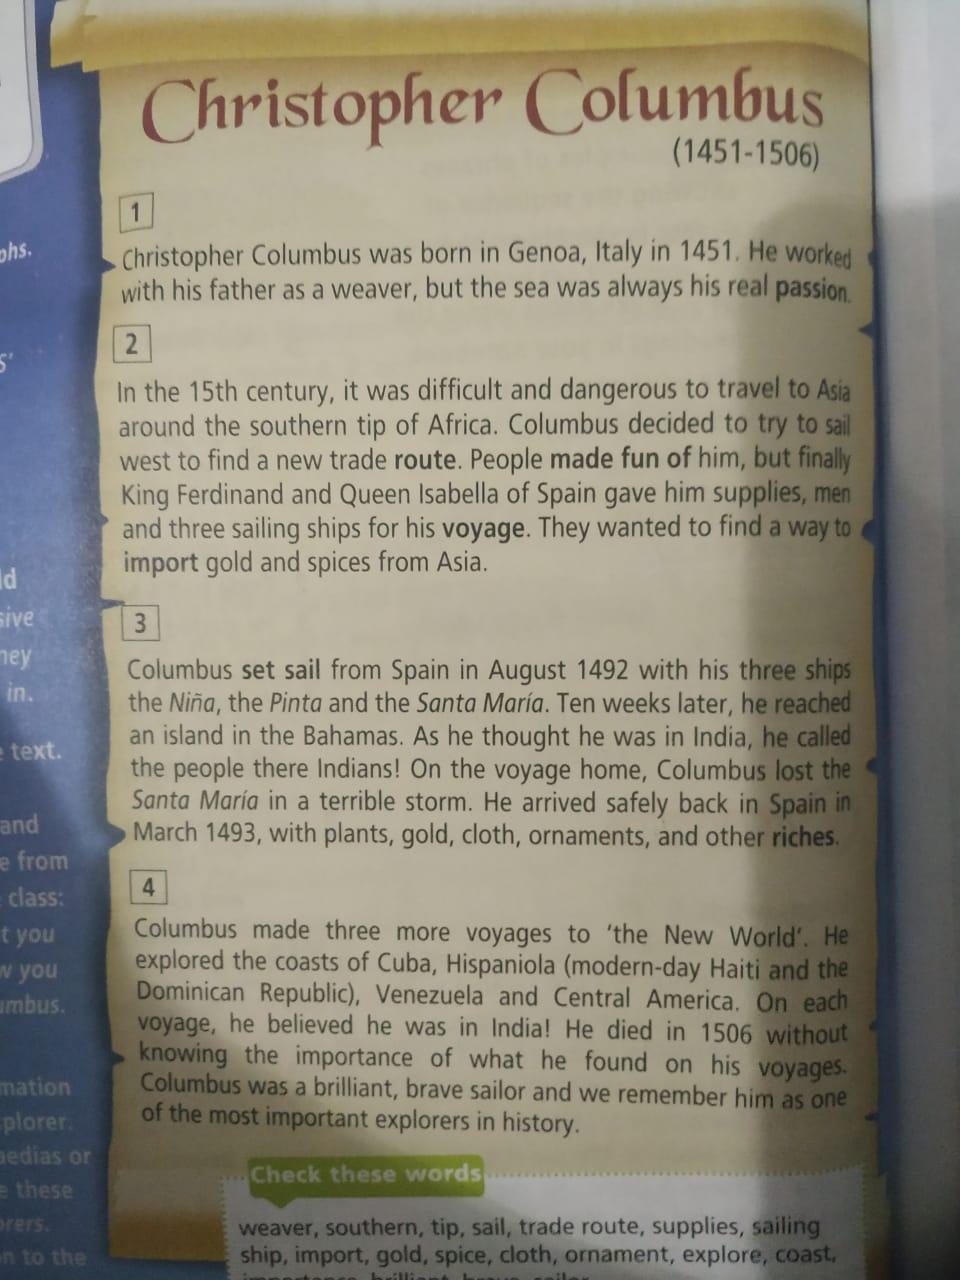 Christopher Columbus
(1451-1506)
1
Christopher Columbus was born in Genoa, Italy in 1451. He worked
with his father as a weaver, but the sea was always his real passion.
2
In the 15th century, it was difficult and dangerous to travel to Asia
around the southern tip of Africa. Columbus decided to try to sail
west to find a new trade route. People made fun of him, but finally
King Ferdinand and Queen Isabella of Spain gave him supplies, men
and three sailing ships for his voyage. They wanted to find a way to
import gold and spices from Asia.
3
Columbus set sail from Spain in August 1492 with his three ships
the Niña, the Pinta and the Santa María. Ten weeks later, he reached
an island in the Bahamas. As he thought he was in India, he called
the people there Indians! On the voyage home, Columbus lost the
Santa María in a terrible storm. He arrived safely back in Spain in
March 1493, with plants, gold, cloth, ornaments, and other riches.
4
Columbus made three more voyages to ‘the New World’. He
explored the coasts of Cuba, Hispaniola (modern-day Haiti and the
Dominican Republic), Venezuela and Central America. On each
voyage, he believed he was in India! He died in 1506 without
knowing the importance of what he found on his voyages.
Columbus was a brilliant, brave sailor and we remember him as one
of the most important explorers in history.
Check these words
weaver, southern, tip, sail, trade route, supplies, sailing
ship, import, gold, spice, cloth, ornament, explore, coast,
in.
text.
and
from
class:
you
you
or
these
to the